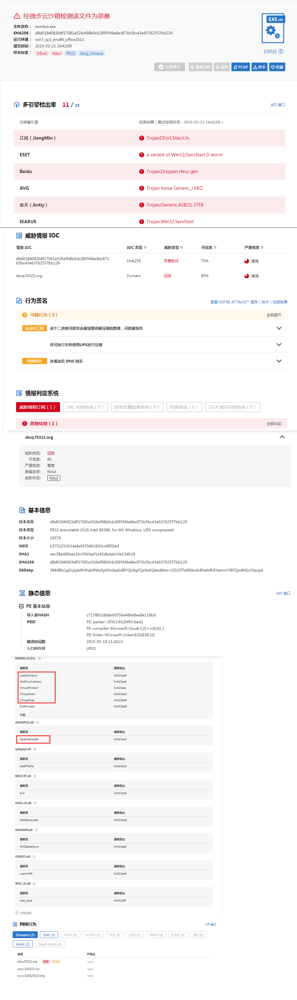 经微步云沙箱检测该文件为恶意
文件名称： swmkss.exe
SHA256： d8d0184082b8f17081e526ef68b0cb2895f46e8ec871b5bc43e63762557bb229
运行环境： win7_sp1_enx86_office2013
提交时间： 2019-03-21 19:42:09
样本标签： DDoS Nitol PE32 lang_chinese
EXE x86
100分
处置建议 重新分析 报告 PCAP 样本 收藏
多引擎检出率 11 / 25 API 接口
反病毒引擎 检测结果（最近检测时间：2019-03-21 19:42:09）
江民（JiangMin） TrojanDDoS.Macri.fo
ESET a variant of Win32/ServStart.D worm
Baidu Trojan.Dropper.Heur.gen
AVG Trojan horse Generic_r.EKO
安天（Antiy） Trojan/Generic.ASBOL.37F8
IKARUS Trojan.Win32.ServStart
威胁情报 IOC
情报 IOC IOC 类型 威胁类型 可信度 严重程度
d8d0184082b8f17081e526ef68b0cb2895f46e8ec871
b5bc43e63762557bb229 SHA256 恶意软件 75% 高危
sbcq.f3322.org Domain 远控 85% 高危
行为签名 查看 MITRE ATT&CK™ 矩阵（技术）检测结果
可疑行为（3） 全部展开
反逆向工程 这个二进制可能包含被加密或被压缩的数据，可能被加壳
该可执行文件使用UPX进行压缩
网络相关 连接动态 DNS 域名
情报判定系统
威胁情报订阅（1） URL 判别系统（0） 异常流量检测系统（0） 狩猎系统（0） DGA 域名识别系统（0）
恶意信息（1） 全部收起
sbcq.f3322.org
威胁类型: 远控
可信度: 85
严重程度: 高危
病毒家族: Nitol
威胁标签: Nitol
基本信息
样本名称 d8d0184082b8f17081e526ef68b0cb2895f46e8ec871b5bc43e63762557bb229
样本类型 PE32 executable (GUI) Intel 80386, for MS Windows, UPX compressed
样本大小 24576
MD5 b5752252b34a8af470db1830cc48504d
SHA1 aec38add0aac1bc59bfaaf1e43dbdab10e13db18
SHA256 d8d0184082b8f17081e526ef68b0cb2895f46e8ec871b5bc43e63762557bb229
SSDeep 384:BRx1gDujq4dhWzb0Nlo0ykIfm6adzi8IYQU6gFQz9z4QdesBAm+OD/SfTe06ikwb:Bha4dhEYanmirYBFQzvBKS//0qwpK
静态信息 API 接口
PE 基本信息
导入表HASH c713f802ddde9d556a486e8ee8e110bd
PEID PE: packer: UPX(3.91)[NRV,best]
PE: compiler: Microsoft Visual C/C++(6.0)[-]
PE: linker: Microsoft Linker(6.0)[EXE32]
编译时间戳 2015-05-18 21:20:13
入口所在段 UPX1
KERNEL32.DLL
函数名 函数地址
LoadLibraryA 0x410aa4
GetProcAddress 0x410aa8
VirtualProtect 0x410aac
VirtualAlloc 0x410ab0
VirtualFree 0x410ab4
ExitProcess 0x410ab8
收起
ADVAPI32.dll
函数名 函数地址
OpenServiceA 0x410ac0
iphlpapi.dll
函数名 函数地址
GetIfTable 0x410ac8
MSVCRT.dll
函数名 函数地址
exit 0x410ad0
SHELL32.dll
函数名 函数地址
ShellExecuteA 0x410ad8
SHLWAPI.dll
函数名 函数地址
SHDeleteKeyA 0x410ae0
USER32.dll
函数名 函数地址
wsprintfA 0x410ae8
WS2_32.dll
函数名 函数地址
inet_ntoa 0x410af0
收起全部
网络行为 API 接口
Domains (3) DNS (3) HTTP (0) HTTPS (0) TCP (0) UDP (0) SMTP (0) ICMP (0) IRC (0)
Hosts (2) Dead-Hosts (0)
域名 IP地址
sbcq.f3322.org 远控 Nitol ——
www.520123.xyz ——
www.520520520.org ——